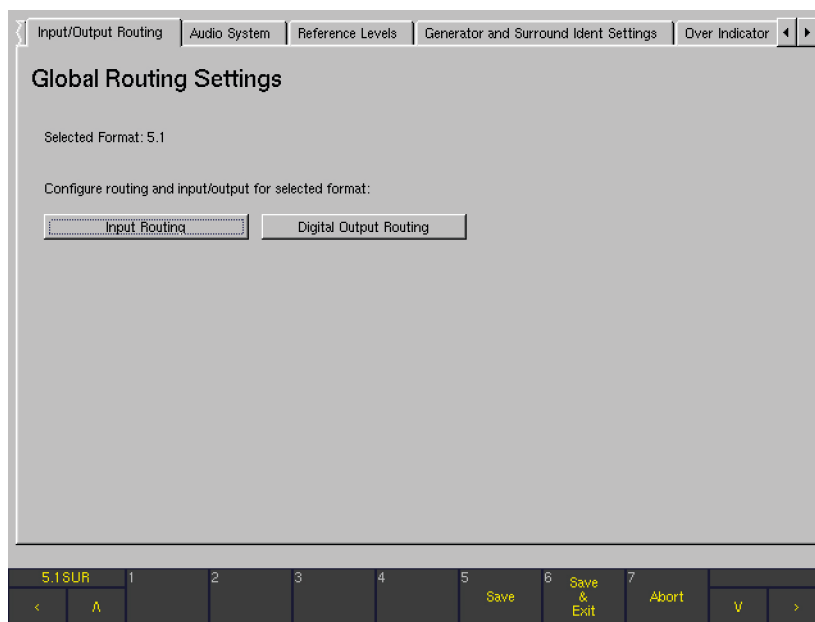 Input/Output Routing Audio System Reference Levels Generator and Surround Ident Settings Over Indicator
Global Routing Settings
Selected Format: 5.1
Configure routing and input/output for selected format:
Input Routing Digital Output Routing
5.1SUR 1 2 3 4 5 Save 6 Save & Exit 7 Abort
< Λ V >